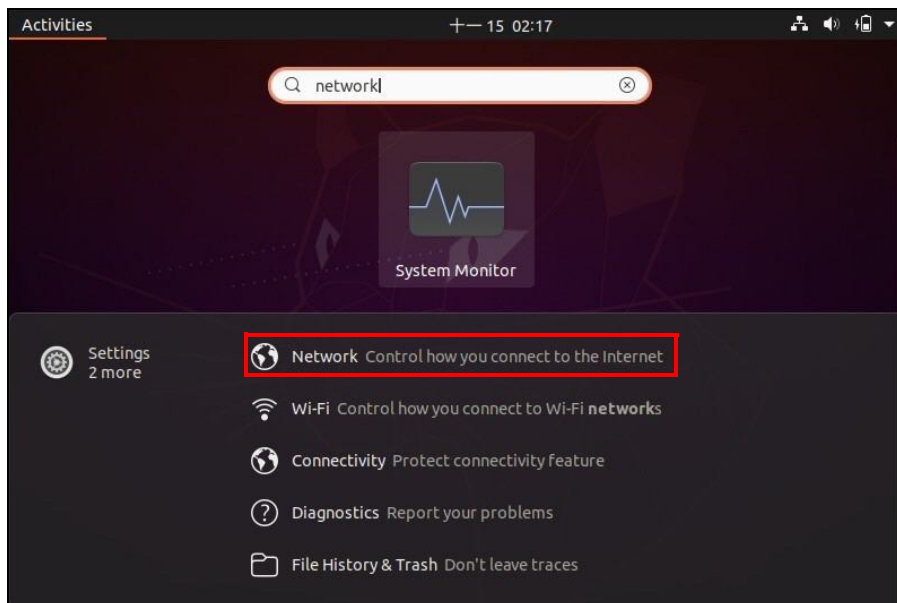 Activities
十一 15 02:17
network
System Monitor
Settings
2 more
Network Control how you connect to the Internet
Wi-Fi Control how you connect to Wi-Fi networks
Connectivity Protect connectivity feature
Diagnostics Report your problems
File History & Trash Don't leave traces